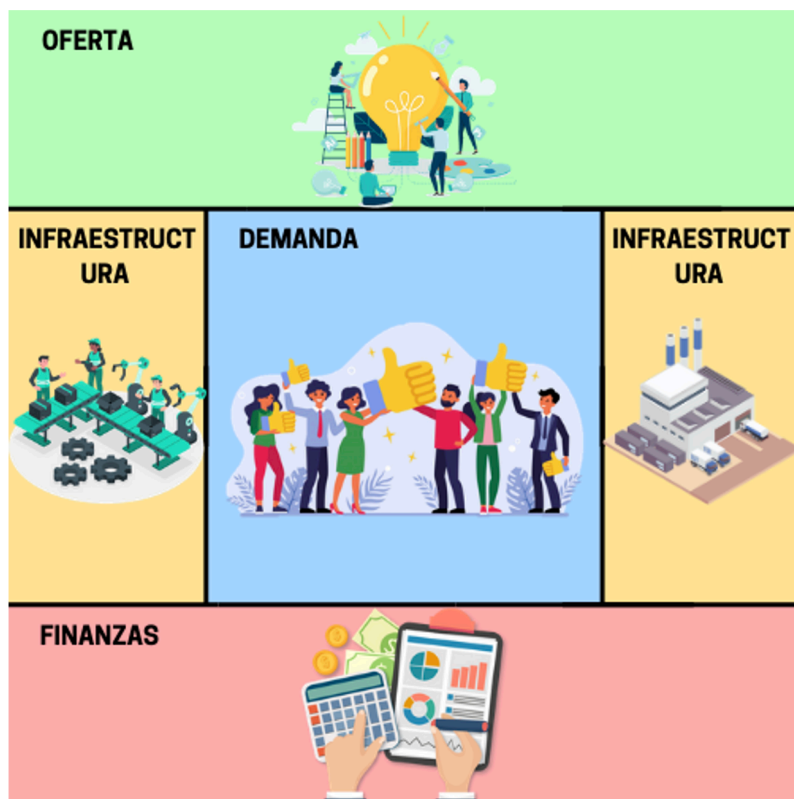 OFERTA
INFRAESTRUCT
URA
DEMANDA
INFRAESTRUCT
URA
FINANZAS